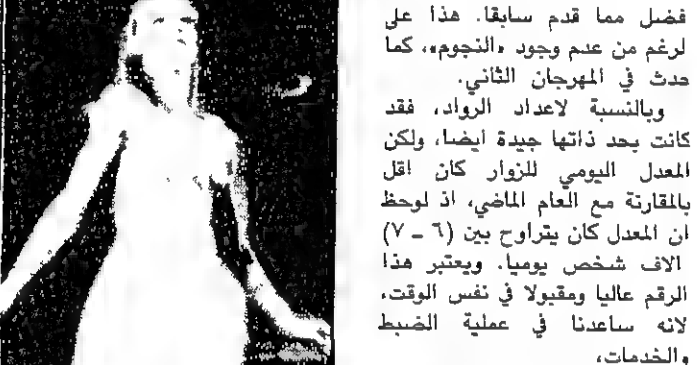 فضل مما قدم سابقا. هذا على
لرغم من عدم وجود «النجوم»، كما
حدث في المهرجان الثاني.
وبالنسبة لاعداد الرواد، فقد
كانت بحد ذاتها جيدة ايضا، ولكن
المعدل اليومي للزوار كان اقل
بالمقارنة مع العام الماضي، اذ لوحظ
ان المعدل كان يتراوح بين (٦ ـ ٧)
الاف شخص يوميا. ويعتبر هذا
الرقم عاليا ومقبولا في نفس الوقت،
لانه ساعدنا في عملية الضبط
والخدمات،